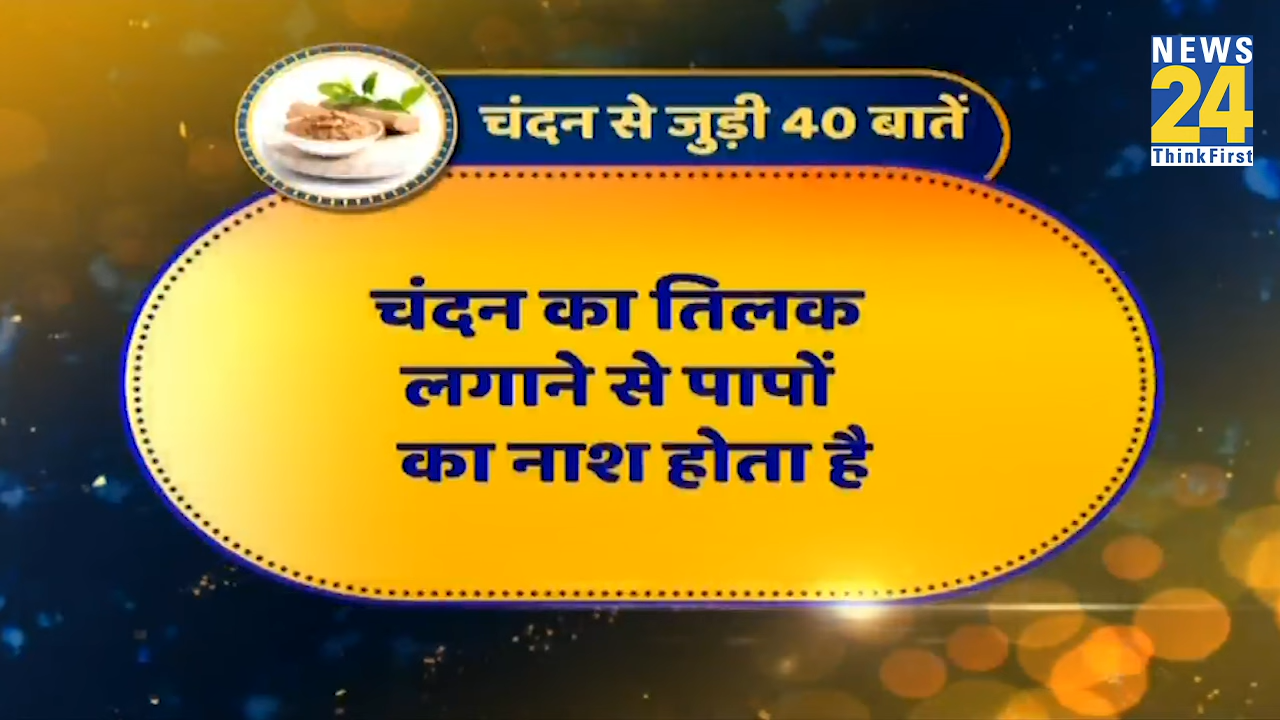 NEWS
24
ThinkFirst
चंदन से जुड़ी 40 बातें
चंदन का तिलक
लगाने से पापों
का नाश होता है